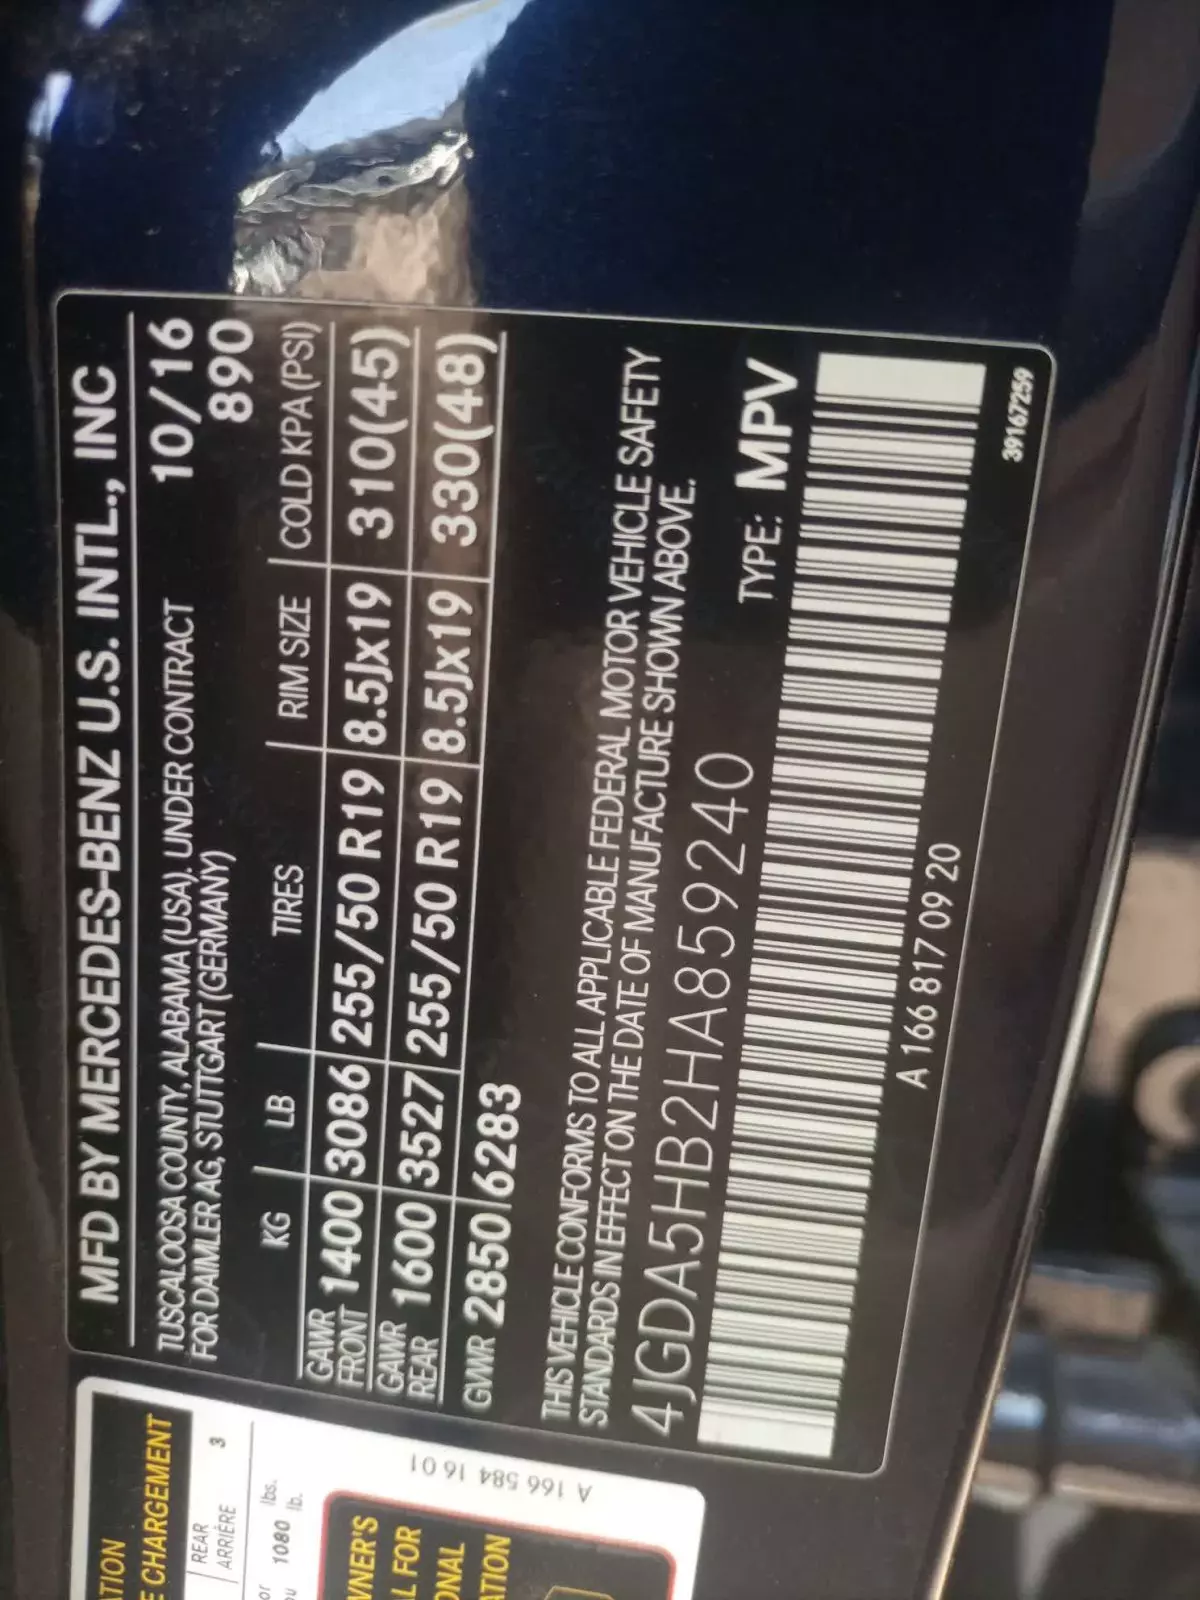 MFD BY MERCEDES-BENZ U.S. INTL., INC
TUSCALOOSA COUNTY, ALABAMA (USA), UNDER CONTRACT 10/16
FOR DAIMLER AG, STUTTGART (GERMANY) 890
KG LB TIRES RIM SIZE COLD KPA (PSI)
GAWR FRONT 1400 3086 255/50 R19 8.5Jx19 310(45)
GAWR REAR 1600 3527 255/50 R19 8.5Jx19 330(48)
GVWR 2850 6283
THIS VEHICLE CONFORMS TO ALL APPLICABLE FEDERAL MOTOR VEHICLE SAFETY
STANDARDS IN EFFECT ON THE DATE OF MANUFACTURE SHOWN ABOVE.
4JGDA5HB2HA859240 TYPE: MPV
A 166 817 09 20
39167259
CHARGEMENT
REAR 3
ARRIÈRE
1080 lbs.
lb.
A 166 584 16 01
FOR